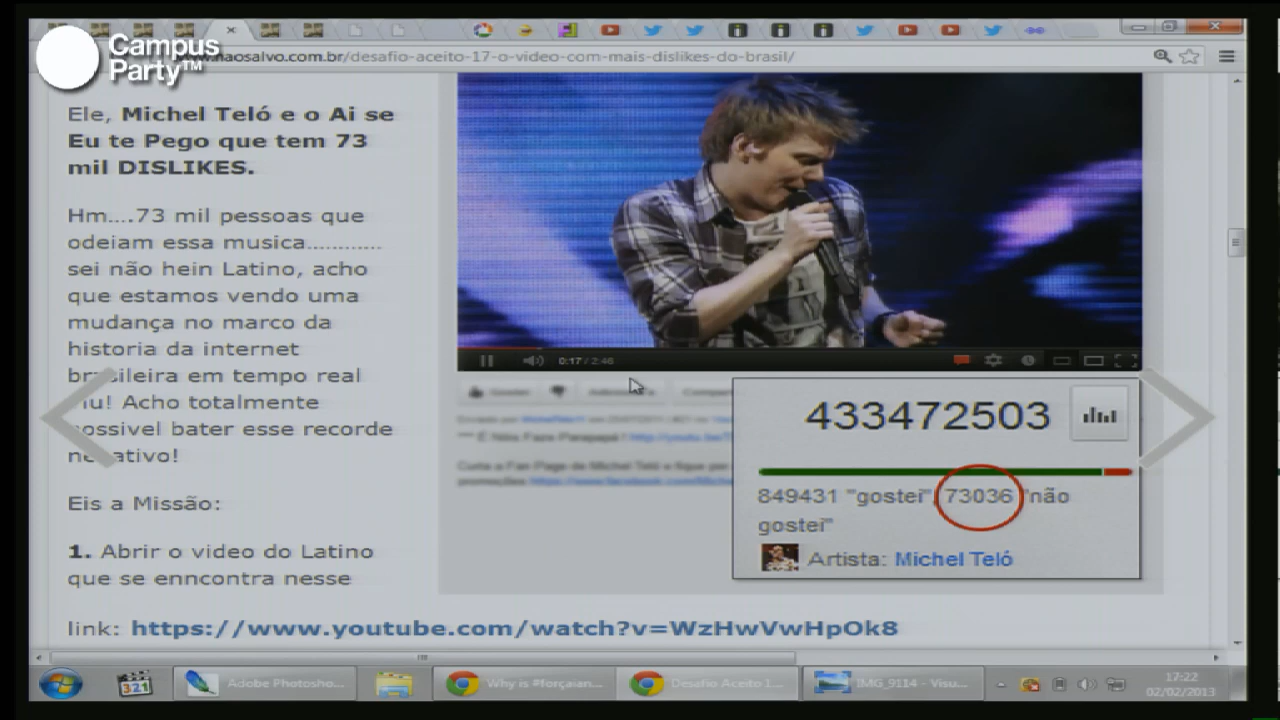 Campus
Party™
naosalvo.com.br/desafio-aceito-17-o-video-com-mais-dislikes-do-brasil/
Ele, Michel Teló e o Ai se
Eu te Pego que tem 73
mil DISLIKES.
Hm....73 mil pessoas que
odeiam essa musica............
sei não hein Latino, acho
que estamos vendo uma
mudança no marco da
historia da internet
brasileira em tempo real
viu! Acho totalmente
possivel bater esse recorde
negativo!
Eis a Missão:
1. Abrir o video do Latino
que se enncontra nesse
link: https://www.youtube.com/watch?v=WzHwVwHpOk8
0:17 / 2:46
433472503
849431 "gostei", 73036 "não
gostei"
Artista: Michel Teló
321
Adobe Photosho...
Why is #forçaian...
Desafio Aceito 1...
IMG_9114 - Visu...
17:22
02/02/2013